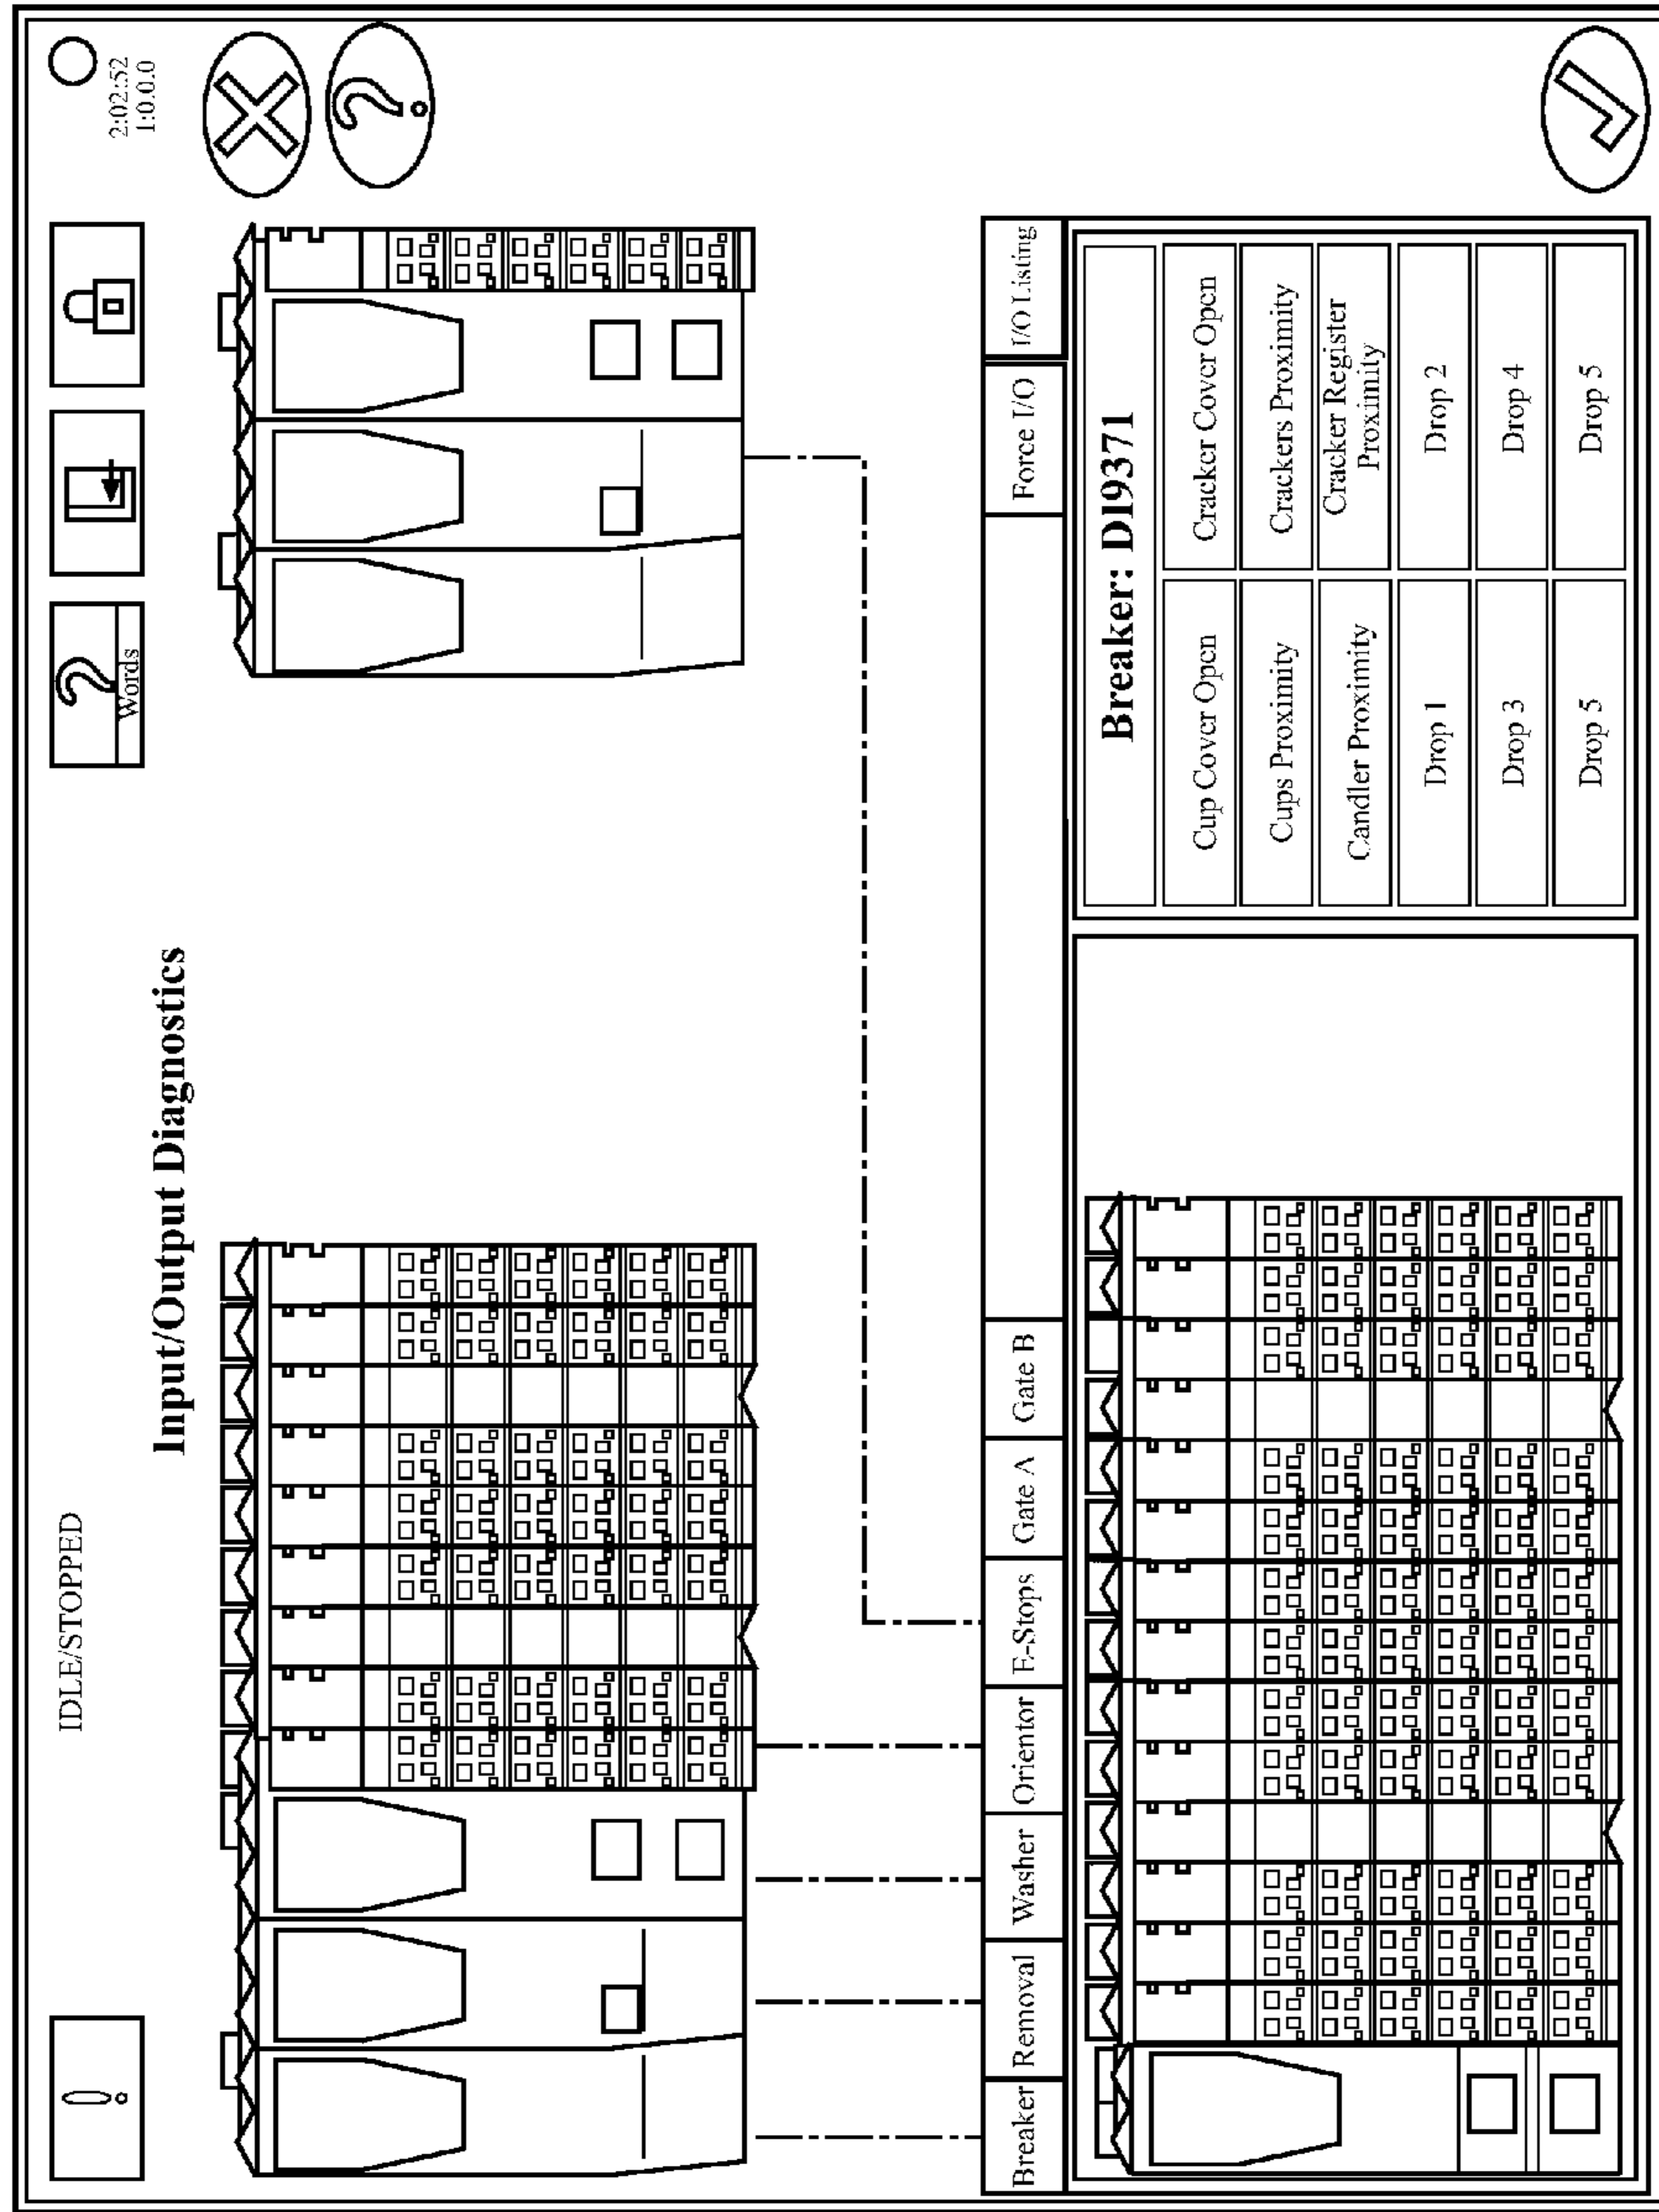 IDLE/STOPPED
Words
2:02:52
1:0.0.0
Input/Output Diagnostics
Breaker
Removal
Washer
Orientor
E-Stops
Gate A
Gate B
Force I/O
I/O Listing
Breaker: DI9371
Cup Cover Open
Cracker Cover Open
Cups Proximity
Crackers Proximity
Candler Proximity
Cracker Register
Proximity
Drop 1
Drop 2
Drop 3
Drop 4
Drop 5
Drop 5